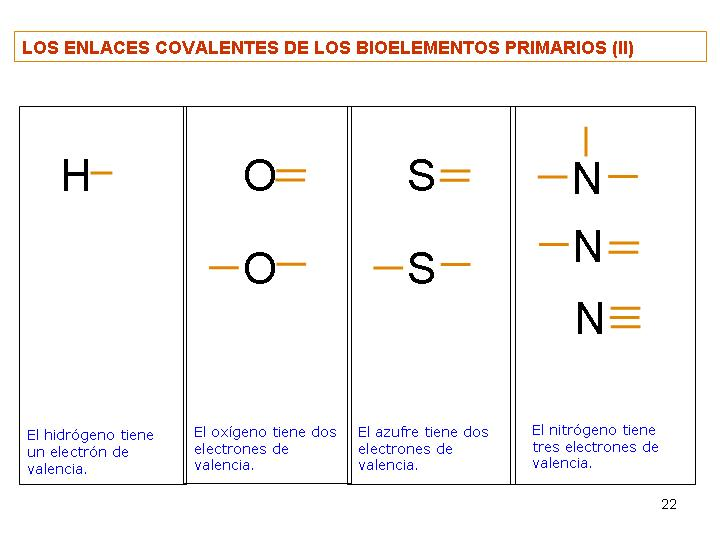 LOS ENLACES COVALENTES DE LOS BIOELEMENTOS PRIMARIOS (II)
H
O
O
S
S
N
N
N
El hidrógeno tiene
un electrón de
valencia.
El oxígeno tiene dos
electrones de
valencia.
El azufre tiene dos
electrones de
valencia.
El nitrógeno tiene
tres electrones de
valencia.
22